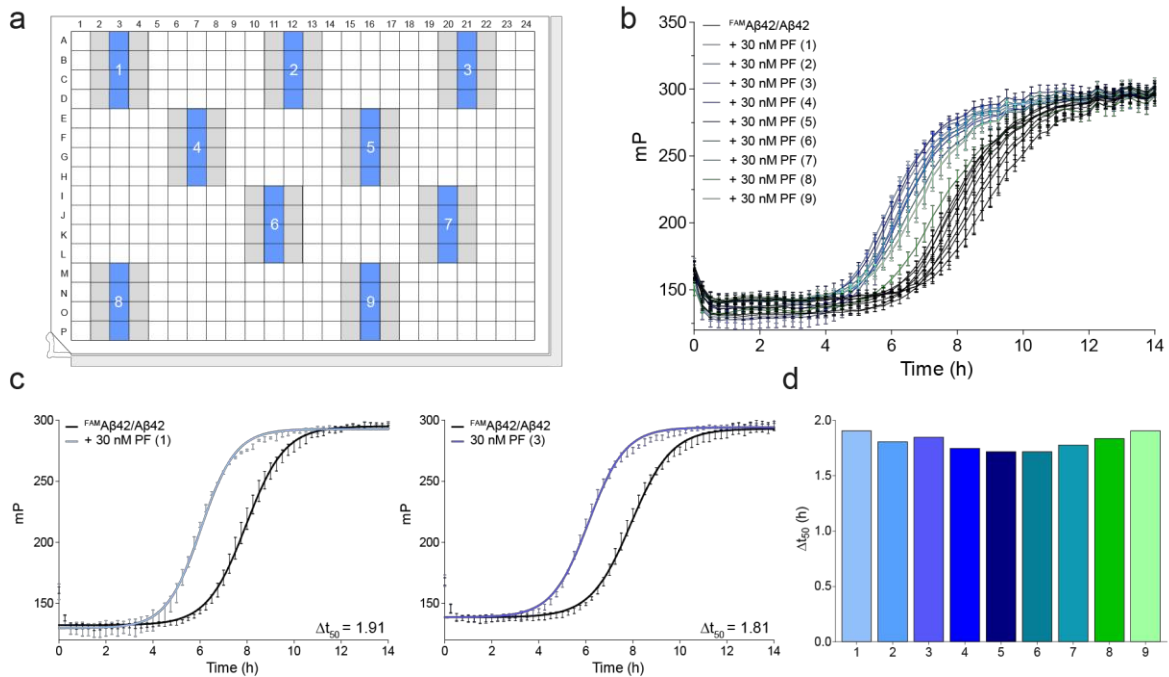 a
1 2 3 4 5 6 7 8 9 10 11 12 13 14 15 16 17 18 19 20 21 22 23 24
A
B
C
D
E
F
G
H
I
J
K
L
M
N
O
P
1
2
3
4
5
6
7
8
9
b
350
300
250
200
150
mP
0 2 4 6 8 10 12 14
Time (h)
FAMAβ42/Aβ42
+ 30 nM PF (1)
+ 30 nM PF (2)
+ 30 nM PF (3)
+ 30 nM PF (4)
+ 30 nM PF (5)
+ 30 nM PF (6)
+ 30 nM PF (7)
+ 30 nM PF (8)
+ 30 nM PF (9)
c
300
250
200
150
mP
FAMAβ42/Aβ42
+ 30 nM PF (1)
Δt50 = 1.91
0 2 4 6 8 10 12 14
Time (h)
300
250
200
150
mP
FAMAβ42/Aβ42
30 nM PF (3)
Δt50 = 1.81
0 2 4 6 8 10 12 14
Time (h)
d
2.0
1.5
1.0
0.5
0.0
Δt50 (h)
1 2 3 4 5 6 7 8 9